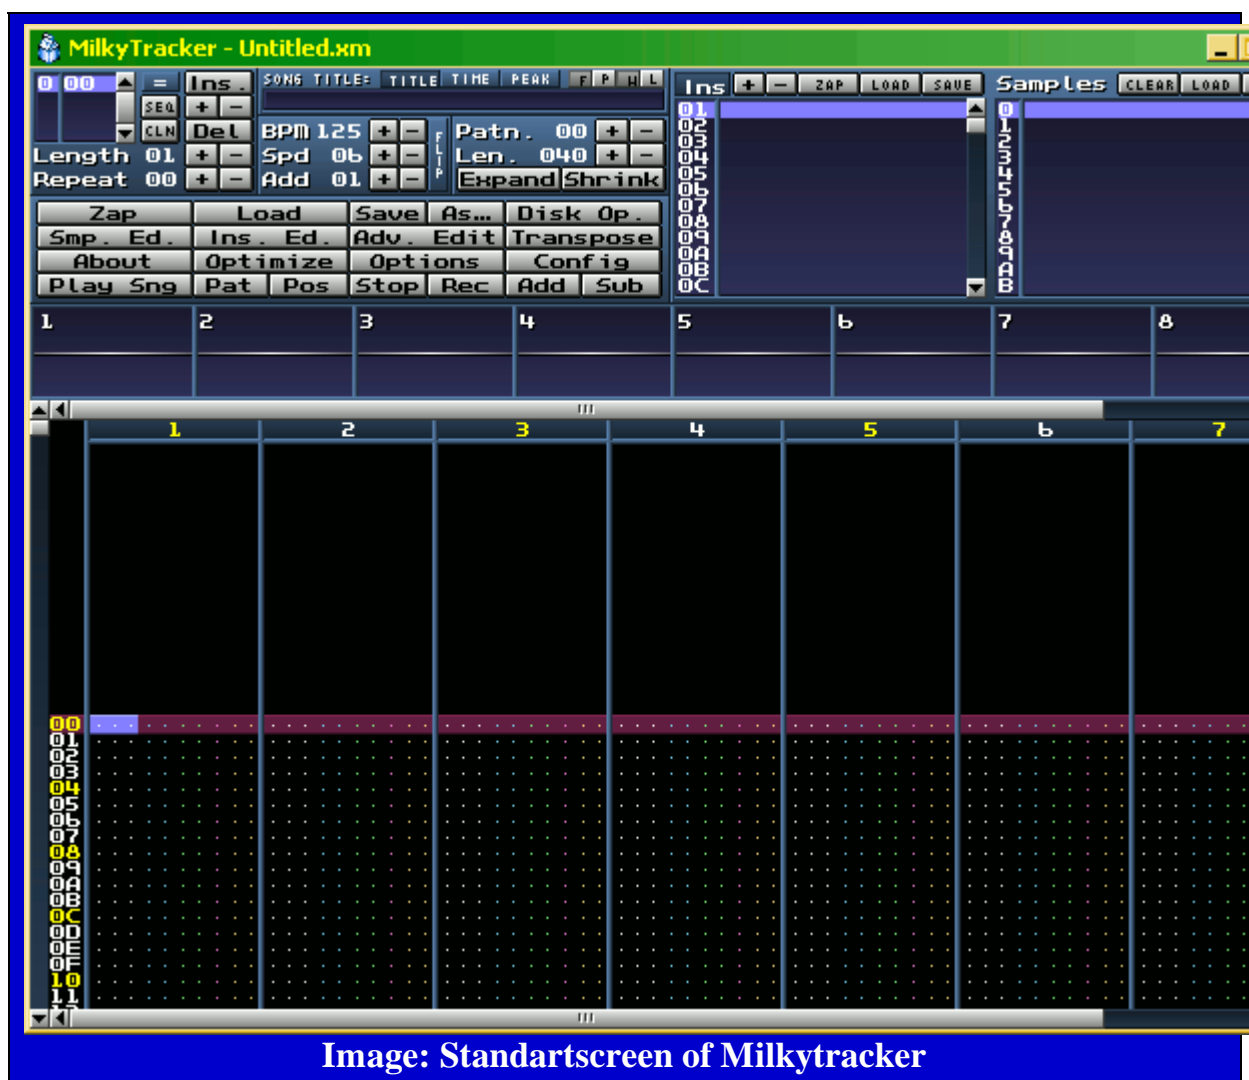 MilkyTracker - Untitled.xm
0 00 = Ins. SONG TITLE: TITLE TIME PEAK F P W L Ins + - ZAP LOAD SAVE Samples CLEAR LOAD
SEQ + -
CLN Del BPM 125 + - Patn. 00 + -
Length 01 + - Spd 06 + - FLIP Len. 040 + -
Repeat 00 + - Add 01 + - Expand Shrink
Zap Load Save As... Disk Op.
Smp. Ed. Ins. Ed. Adv. Edit Transpose
About Optimize Options Config
Play Sng Pat Pos Stop Rec Add Sub
01 0
02 1
03 2
04 3
05 4
06 5
07 6
08 7
09 8
0A 9
0B A
0C B
1 2 3 4 5 6 7 8
1 2 3 4 5 6 7
00
01
02
03
04
05
06
07
08
09
0A
0B
0C
0D
0E
0F
10
11
Image: Standartscreen of Milkytracker